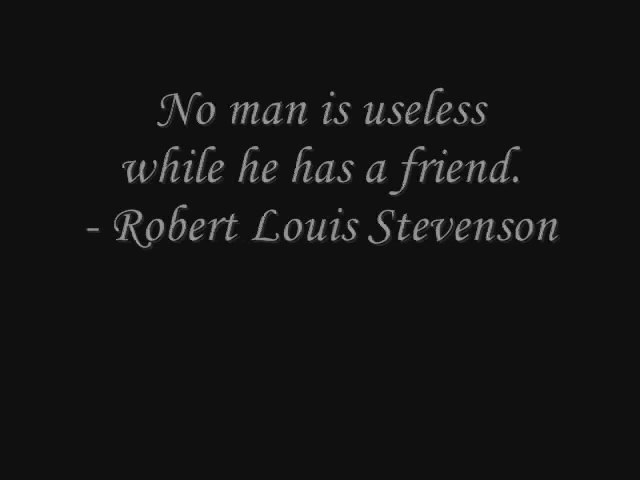 No man is useless
while he has a friend.
- Robert Louis Stevenson